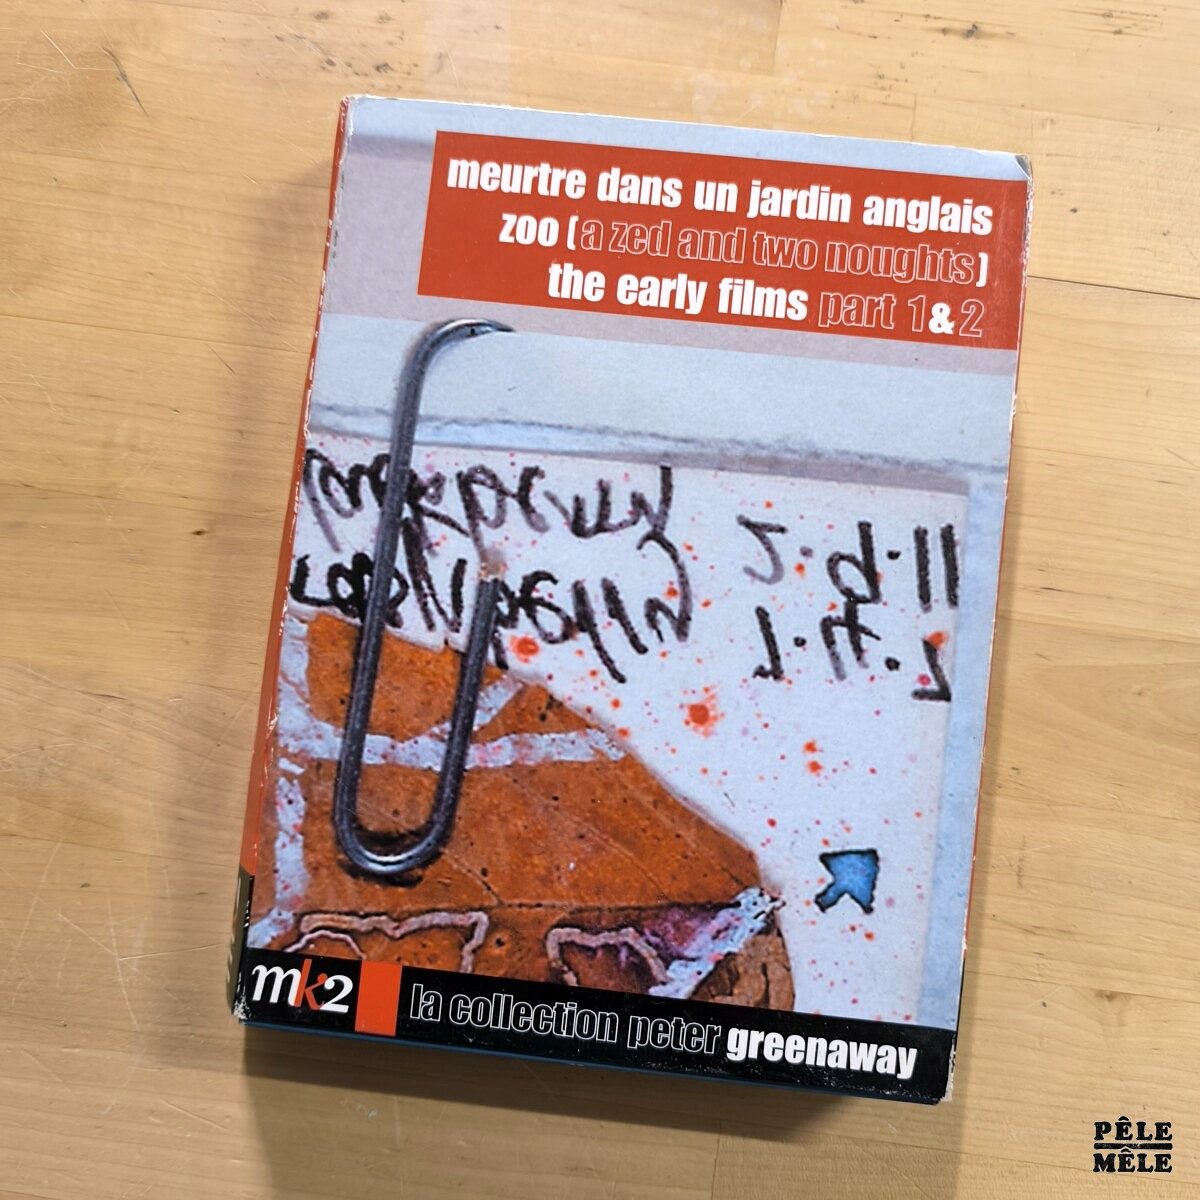 meurtre dans un jardin anglais
zoo (a zed and two noughts)
the early films part 1 & 2
mk2
la collection peter greenaway
PÊLE
MÊLE